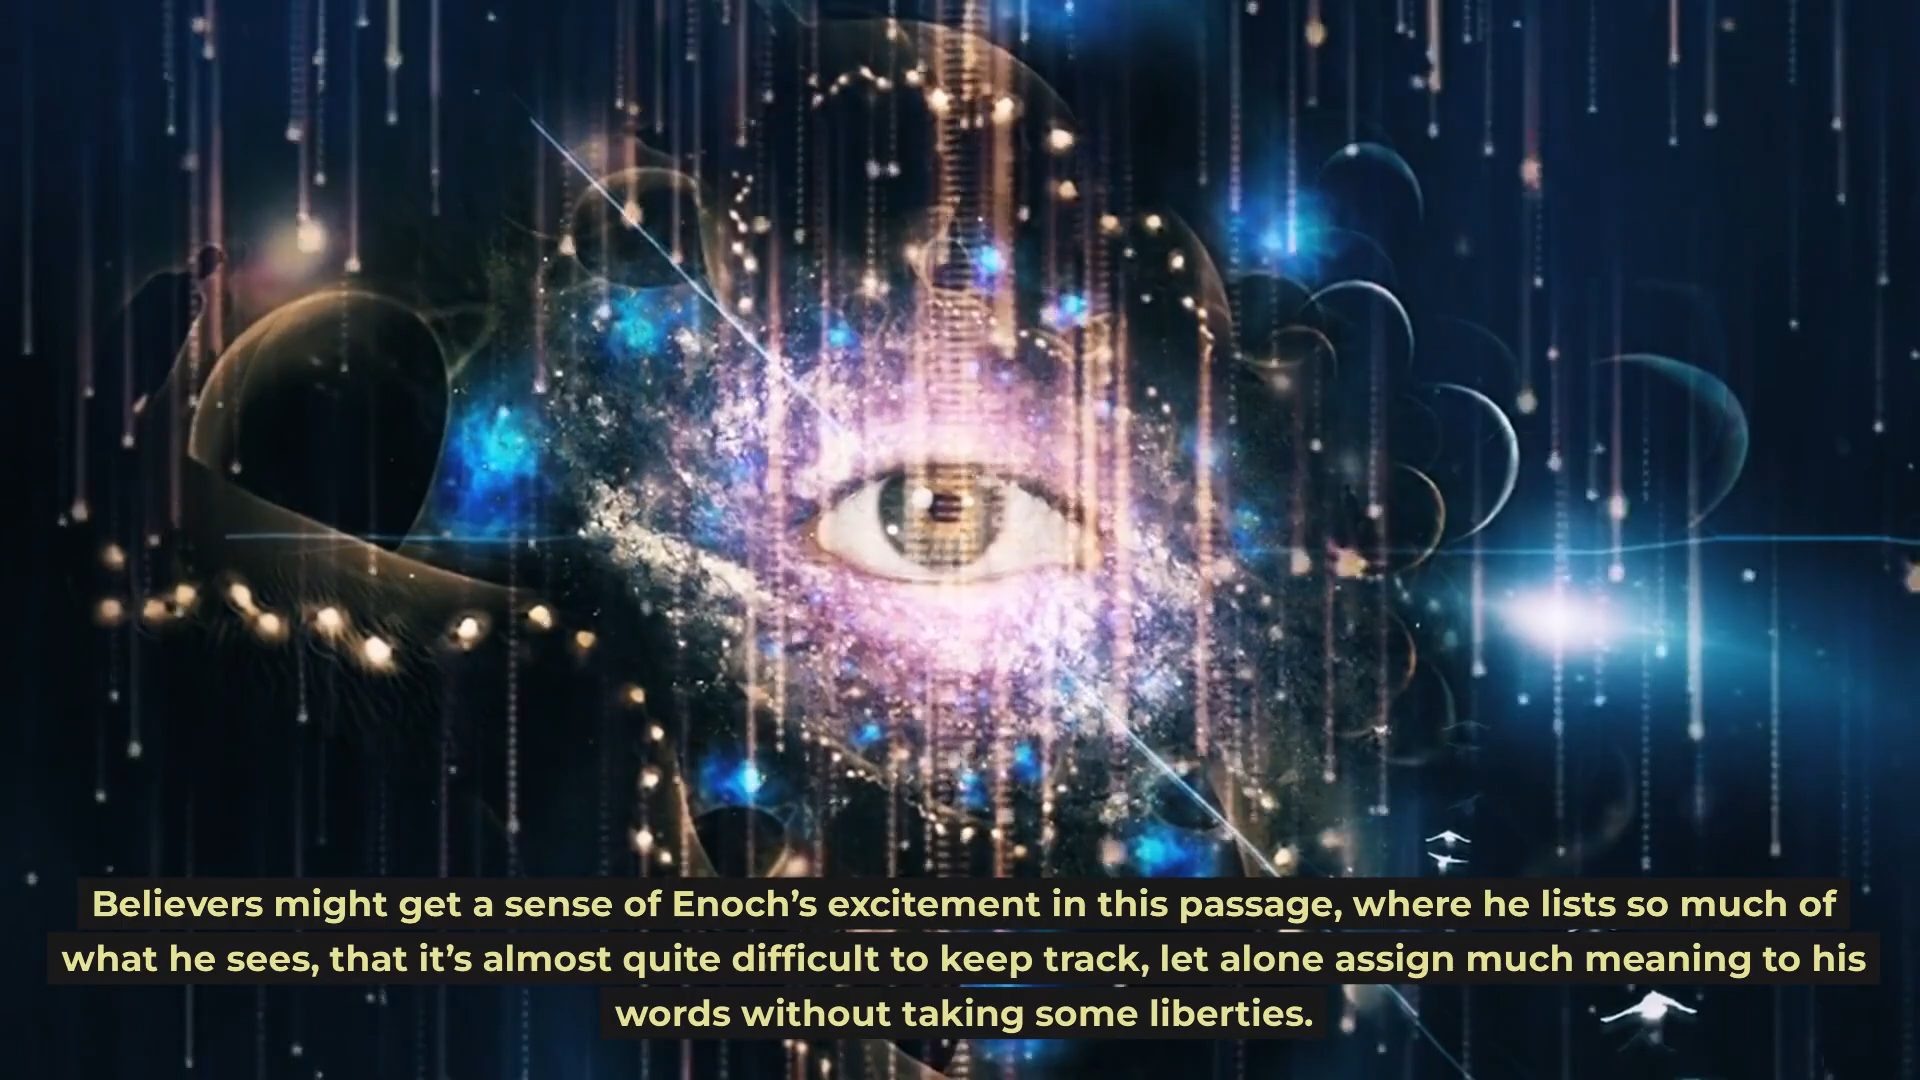 Believers might get a sense of Enoch’s excitement in this passage, where he lists so much of
what he sees, that it’s almost quite difficult to keep track, let alone assign much meaning to his
words without taking some liberties.